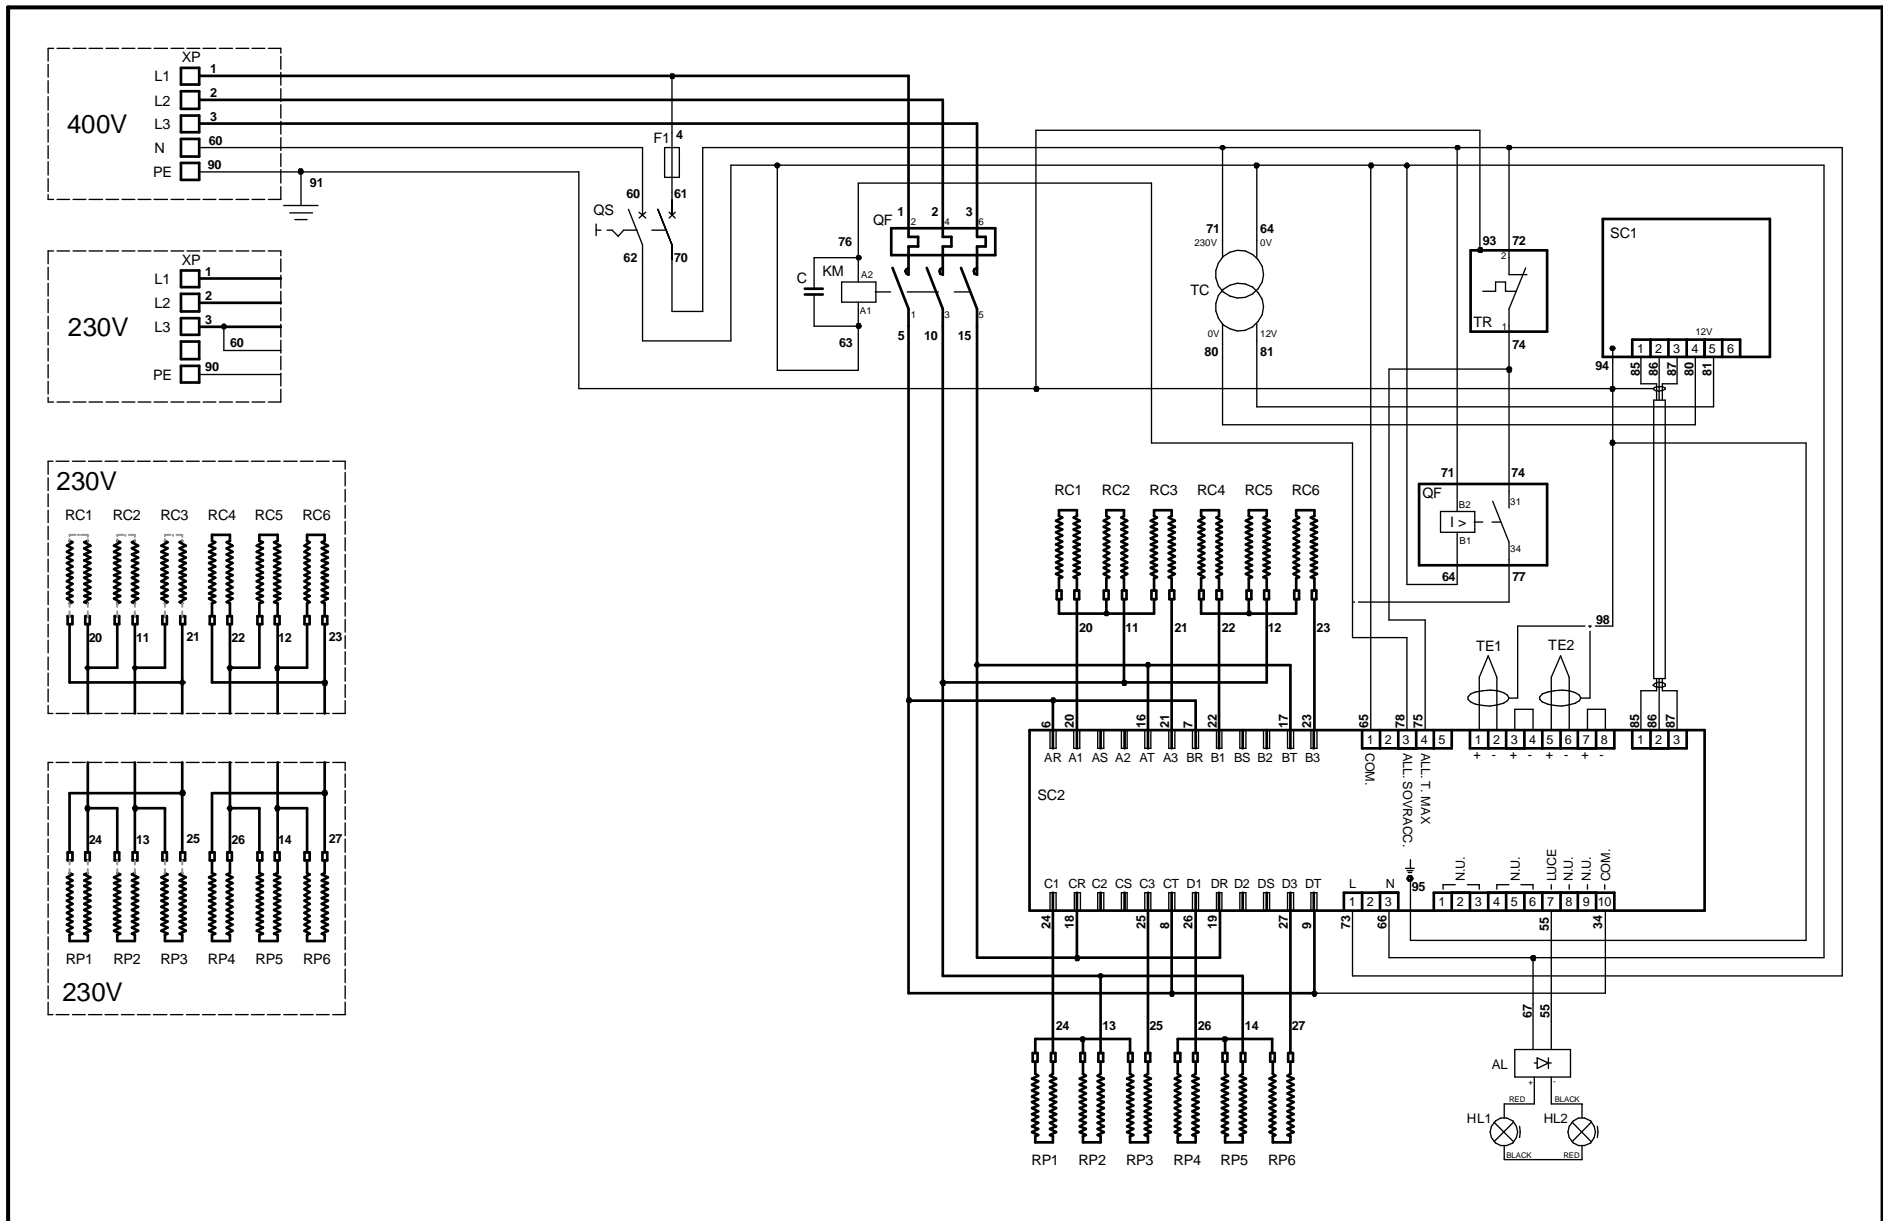 XP
L1 1
L2 2
L3 3
N 60
PE 90
400V
91
XP
L1 1
L2 2
L3 3
60
PE 90
230V
230V
RC1 RC2 RC3 RC4 RC5 RC6
20 11 21 22 12 23
24 13 25 26 14 27
RP1 RP2 RP3 RP4 RP5 RP6
230V
F1 4
60 61
QS
62 70
QF 1 2 2 4 3 6
76
C KM A2
A1
63
1 3 5
5 10 15
71 64
230V 0V
TC
0V 12V
80 81
93 72
2
TR 1
74
SC1
12V
1 2 3 4 5 6
94 85 86 87 80 81
71 74
QF
B2 31
I >
B1 34
64 77
98
TE1 TE2
RC1 RC2 RC3 RC4 RC5 RC6
20 11 21 22 12 23
6 20 16 21 7 22 17 23
AR A1 AS A2 AT A3 BR B1 BS B2 BT B3
65 78 75
1 2 3 4 5
COM.
ALL. SOVRACC.
ALL. T. MAX
1 2 3 4 5 6 7 8
+ - + - + - + -
85 86 87
1 2 3
SC2
95
C1 CR C2 CS C3 CT D1 DR D2 DS D3 DT
24 18 25 8 26 19 27 9
L N
1 2 3
73 66
N.U. N.U. LUCE N.U. N.U. COM.
1 2 3 4 5 6 7 8 9 10
55 34
24 13 25 26 14 27
RP1 RP2 RP3 RP4 RP5 RP6
67 55
AL
+ -
RED BLACK
HL1 HL2
BLACK RED